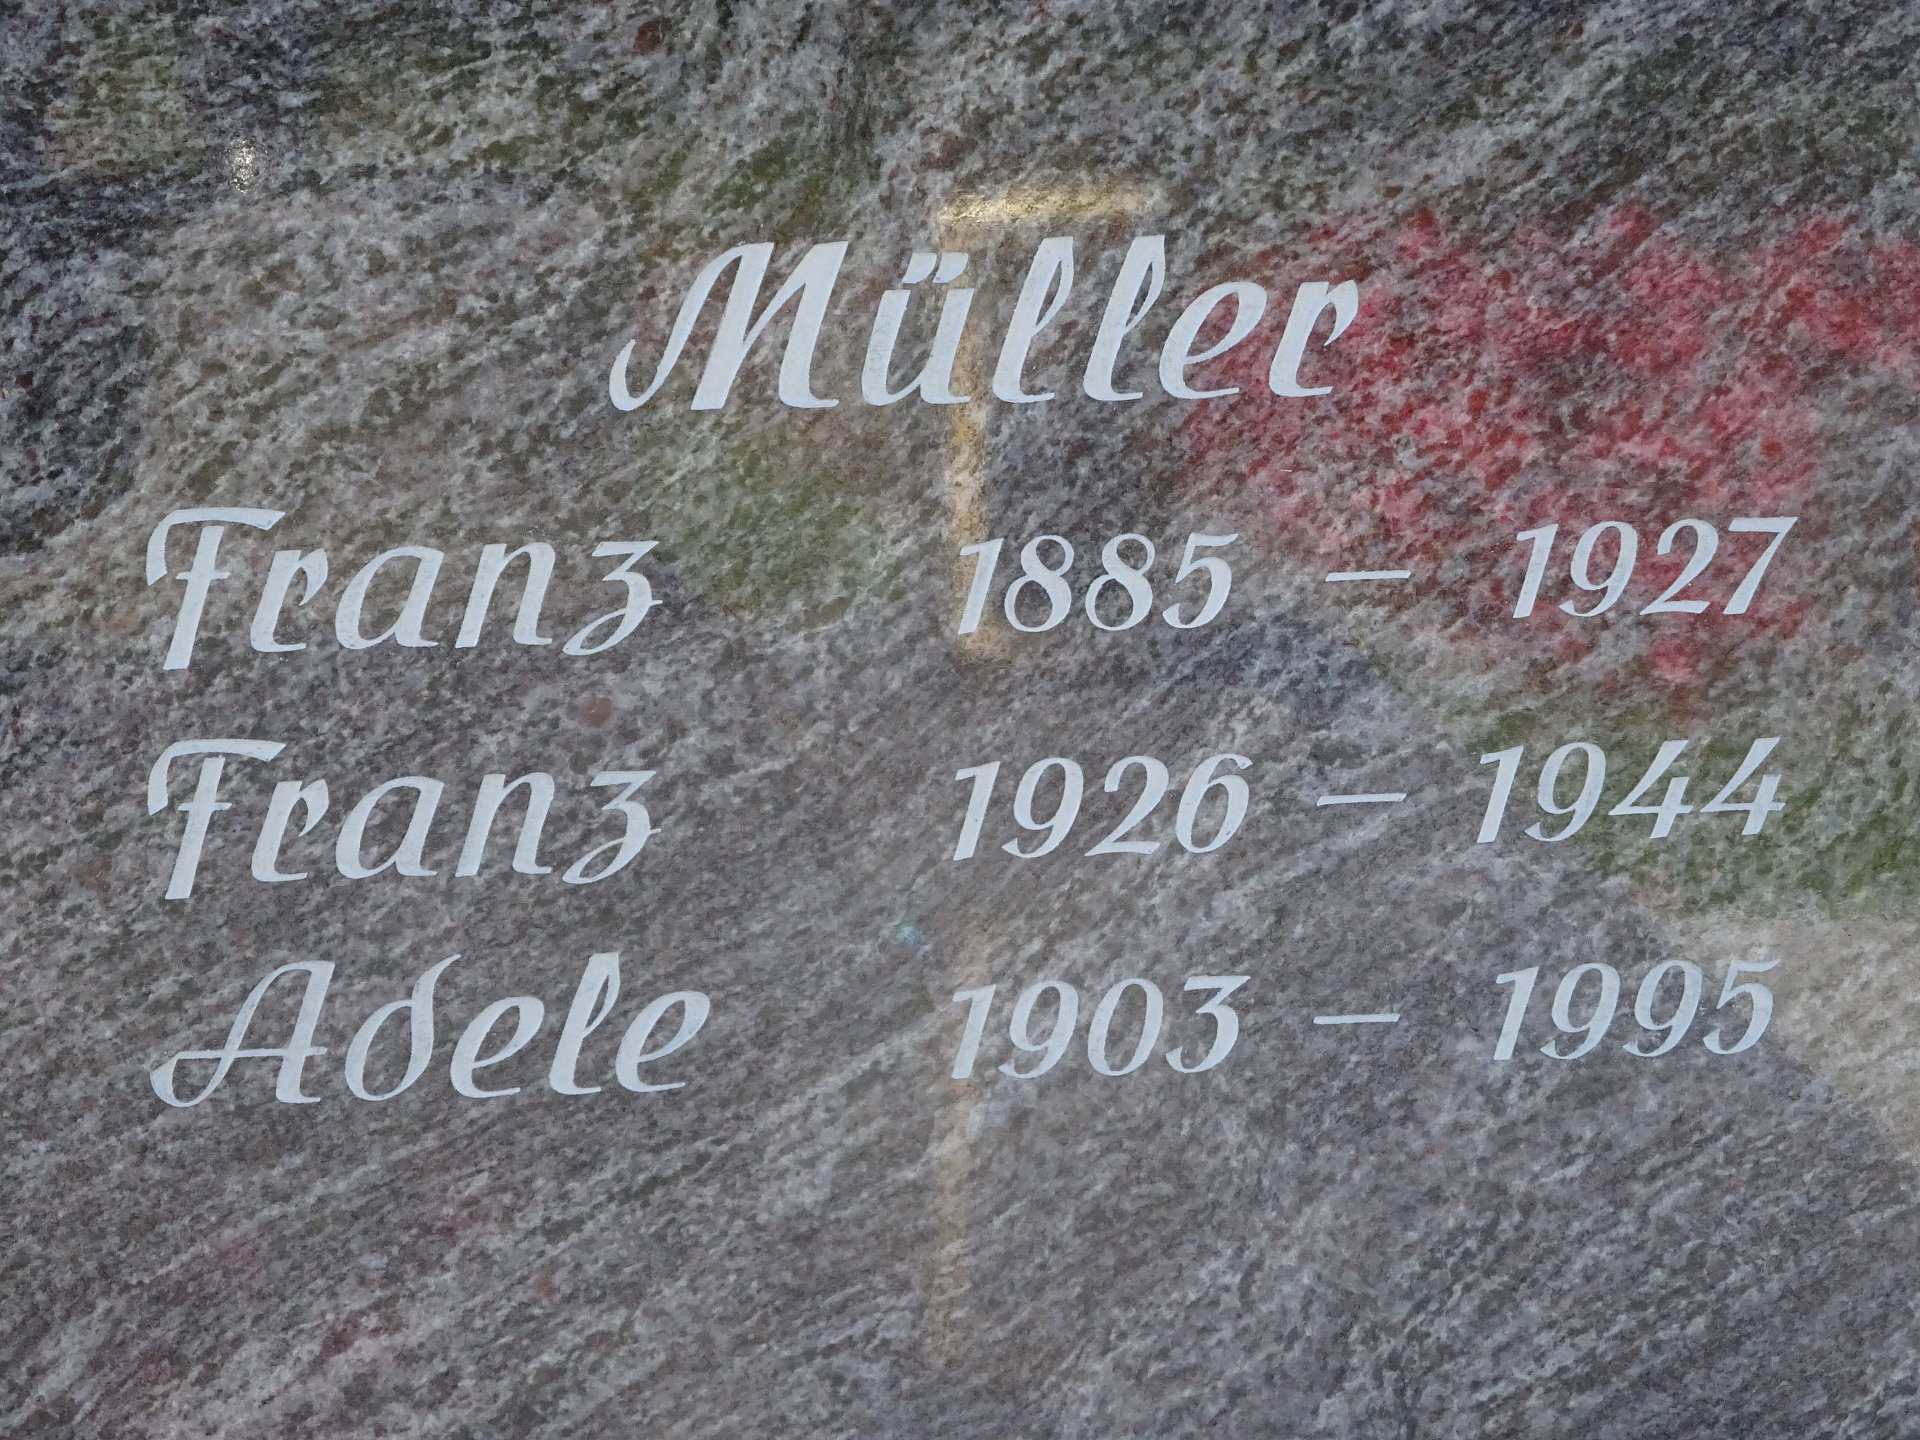 Müller
Franz 1885 – 1927
Franz 1926 – 1944
Adele 1903 – 1995